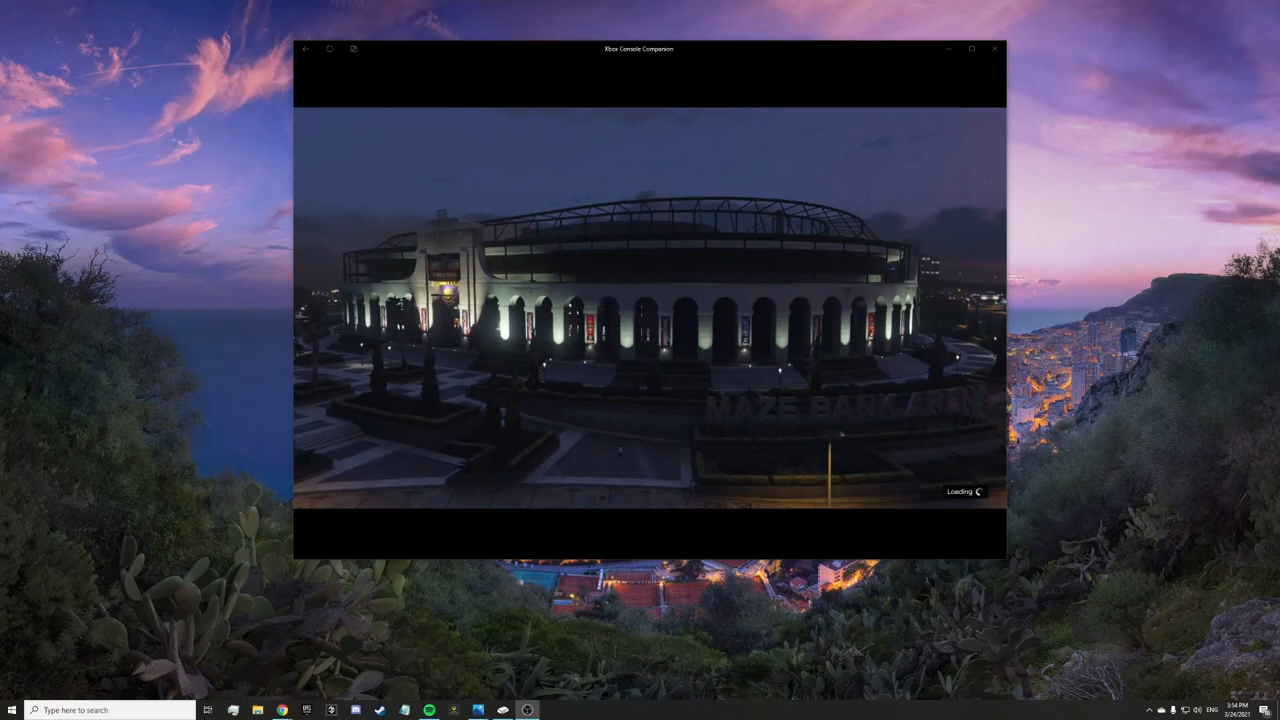 Xbox Console Companion
MAZE BANK ARENA
Loading
Type here to search
ENG
3:54 PM
3/24/2021